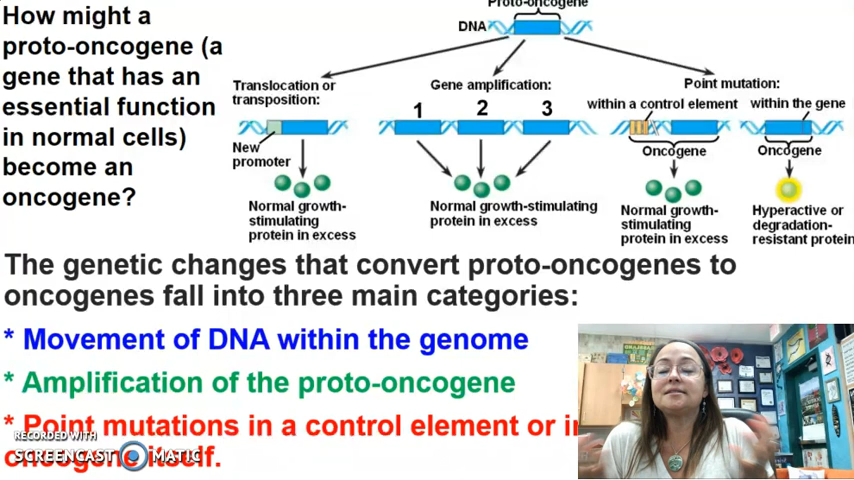 How might a
proto-oncogene (a
gene that has an
essential function
in normal cells)
become an
oncogene?
Proto-oncogene
DNA
Translocation or
transposition:
New
promoter
Normal growth-
stimulating
protein in excess
Gene amplification:
1 2 3
Normal growth-stimulating
protein in excess
Point mutation:
within a control element
within the gene
Oncogene
Oncogene
Normal growth-
stimulating
protein in excess
Hyperactive or
degradation-
resistant protein
The genetic changes that convert proto-oncogenes to
oncogenes fall into three main categories:
* Movement of DNA within the genome
* Amplification of the proto-oncogene
* Point mutations in a control element or
oncogene itself.
RECORDED WITH
SCREENCAST MATIC